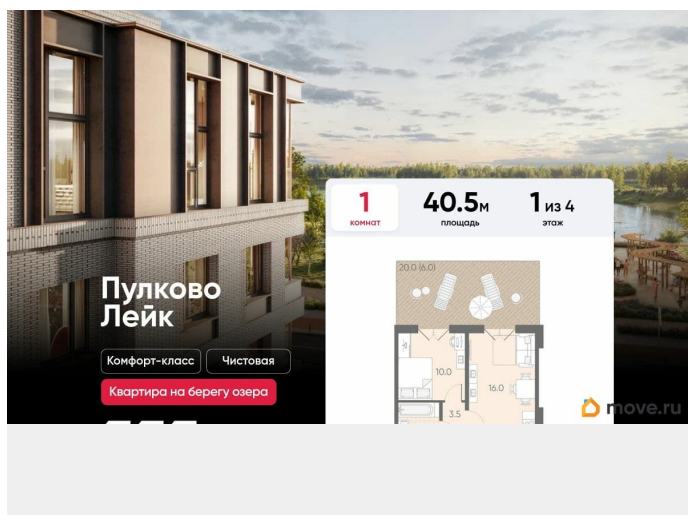 1
комнат
40.5м
площадь
1 из 4
этаж
Пулково
Лейк
Комфорт-класс
Чистовая
Квартира на берегу озера
20.0 (6.0)
10.0
16.0
3.5
move.ru